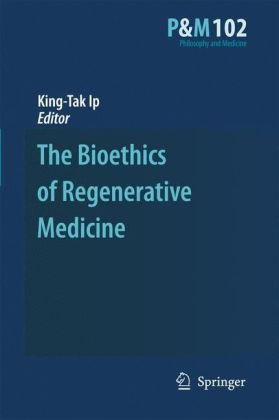 P&M102
Philosophy and Medicine
King-Tak Ip
Editor
The Bioethics
of Regenerative
Medicine
Springer